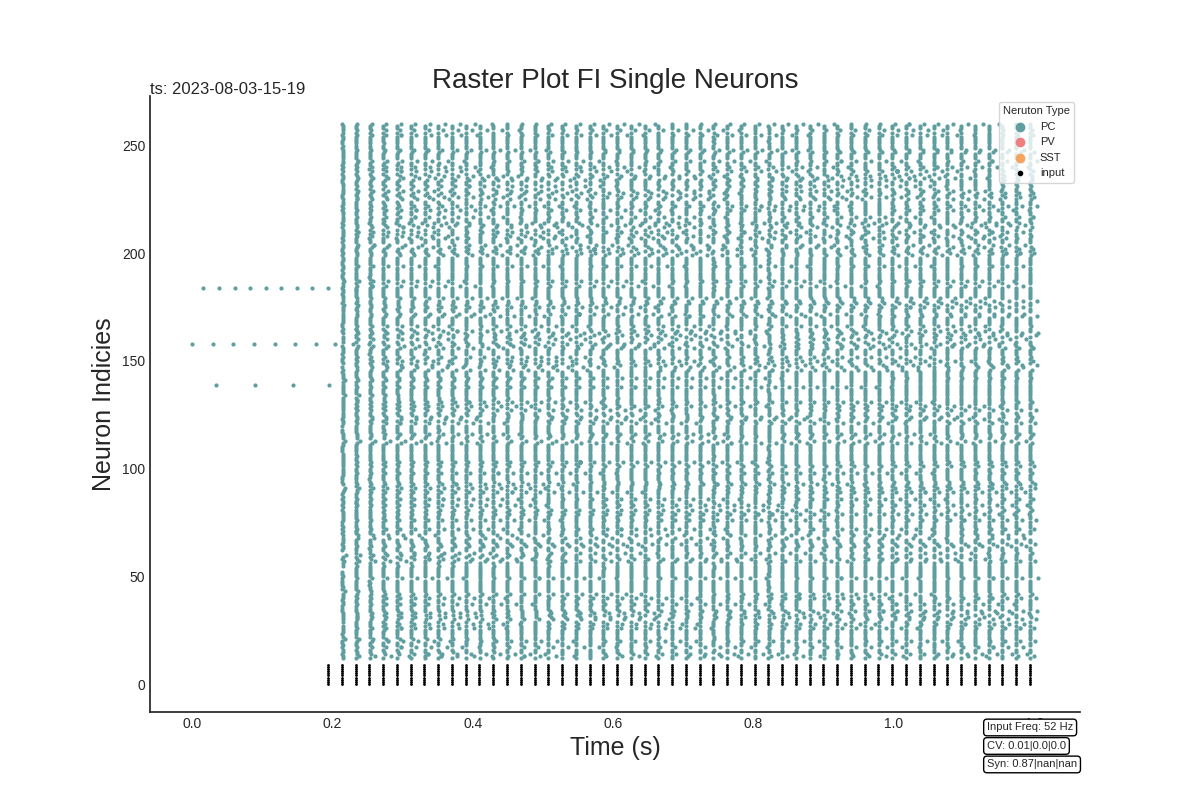 Raster Plot FI Single Neurons
ts: 2023-08-03-15-19
Neruton Type
PC
PV
SST
input
Neuron Indicies
250
200
150
100
50
0
0.0 0.2 0.4 0.6 0.8 1.0
Time (s)
Input Freq: 52 Hz
CV: 0.01|0.0|0.0
Syn: 0.87|nan|nan